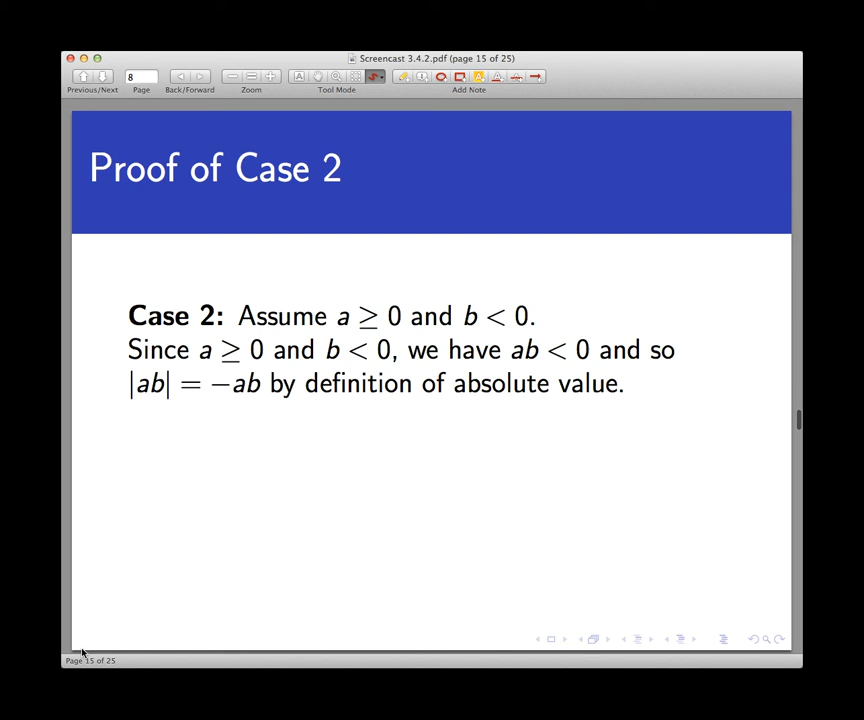 Screencast 3.4.2.pdf (page 15 of 25)
8
Previous/Next Page Back/Forward Zoom Tool Mode Add Note
Proof of Case 2
Case 2: Assume a ≥ 0 and b < 0.
Since a ≥ 0 and b < 0, we have ab < 0 and so
|ab| = −ab by definition of absolute value.
Page 15 of 25